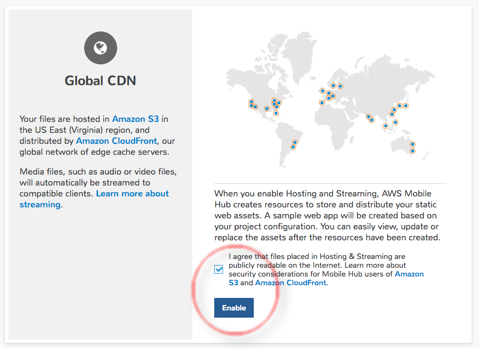 Global CDN
Your files are hosted in Amazon S3 in
the US East (Virginia) region, and
distributed by Amazon CloudFront, our
global network of edge cache servers.
Media files, such as audio or video files,
will automatically be streamed to
compatible clients. Learn more about
streaming.
When you enable Hosting and Streaming, AWS Mobile
Hub creates resources to store and distribute your static
web assets. A sample web app will be created based on
your project configuration. You can easily view, update or
replace the assets after the resources have been created.
I agree that files placed in Hosting & Streaming are
publicly readable on the Internet. Learn more about
security considerations for Mobile Hub users of Amazon
S3 and Amazon CloudFront.
Enable